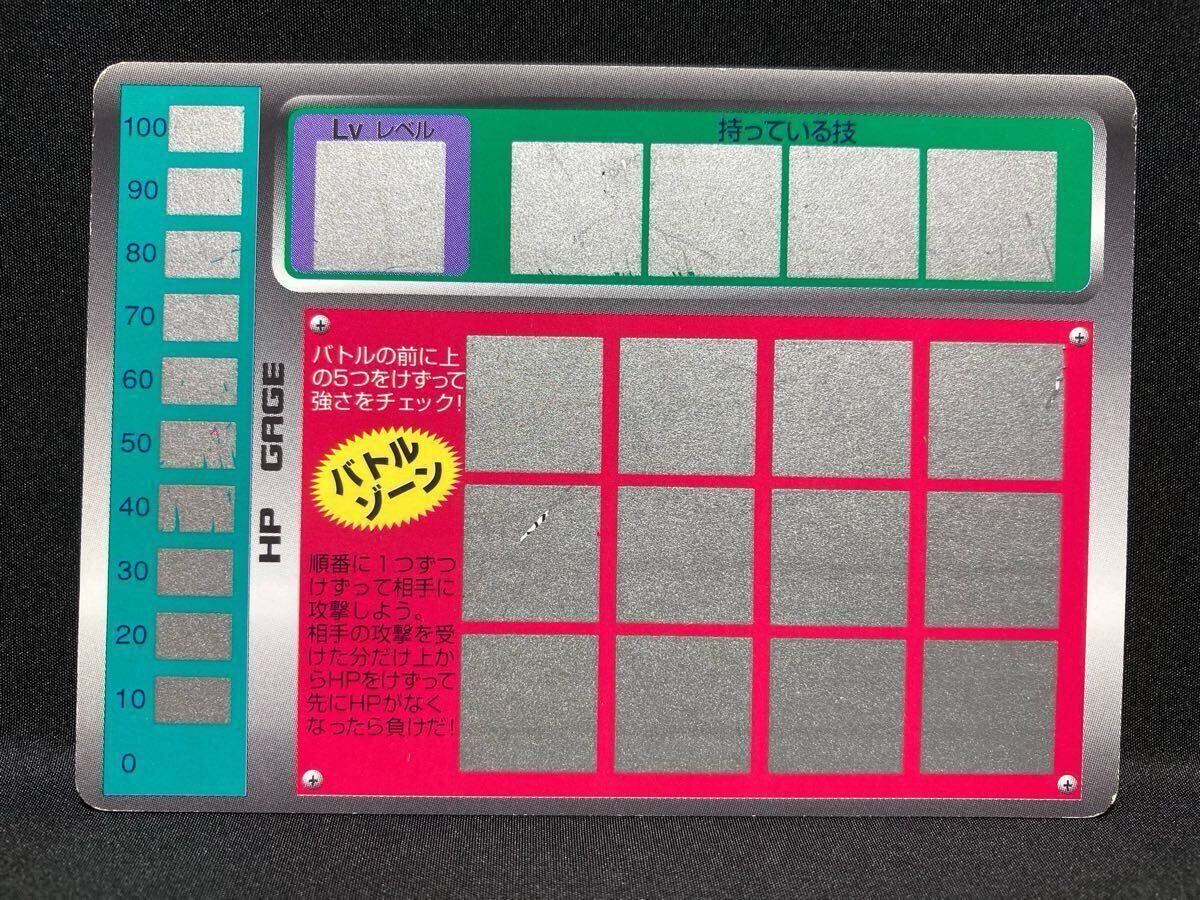 100
90
80
70
60
50
40
30
20
10
0
HP GAGE
Lv レベル
持っている技
バトルの前に上
の5つをけずって
強さをチェック!
バトル
ゾーン
順番に1つずつ
けずって相手に
攻撃しよう。
相手の攻撃を受
けた分だけ上か
らHPをけずって
先にHPがなく
なったら負けだ!